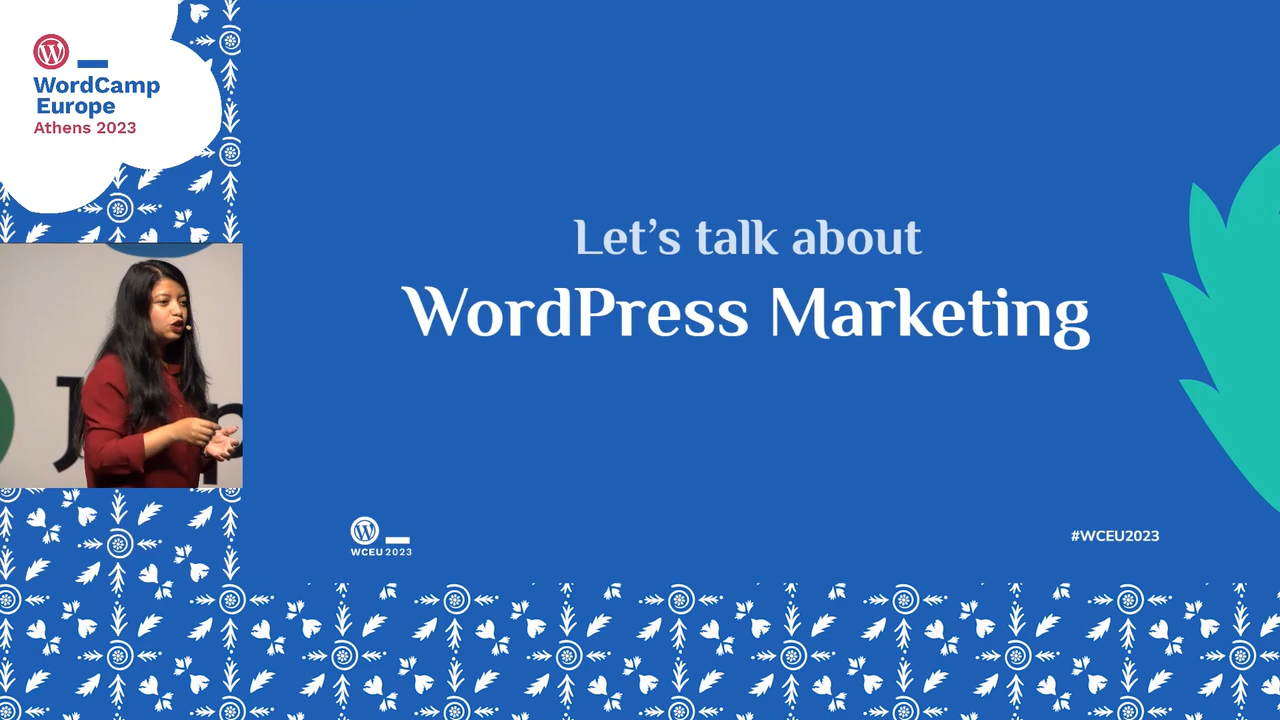 WordCamp
Europe
Athens 2023
Let's talk about
WordPress Marketing
WCEU 2023
#WCEU2023